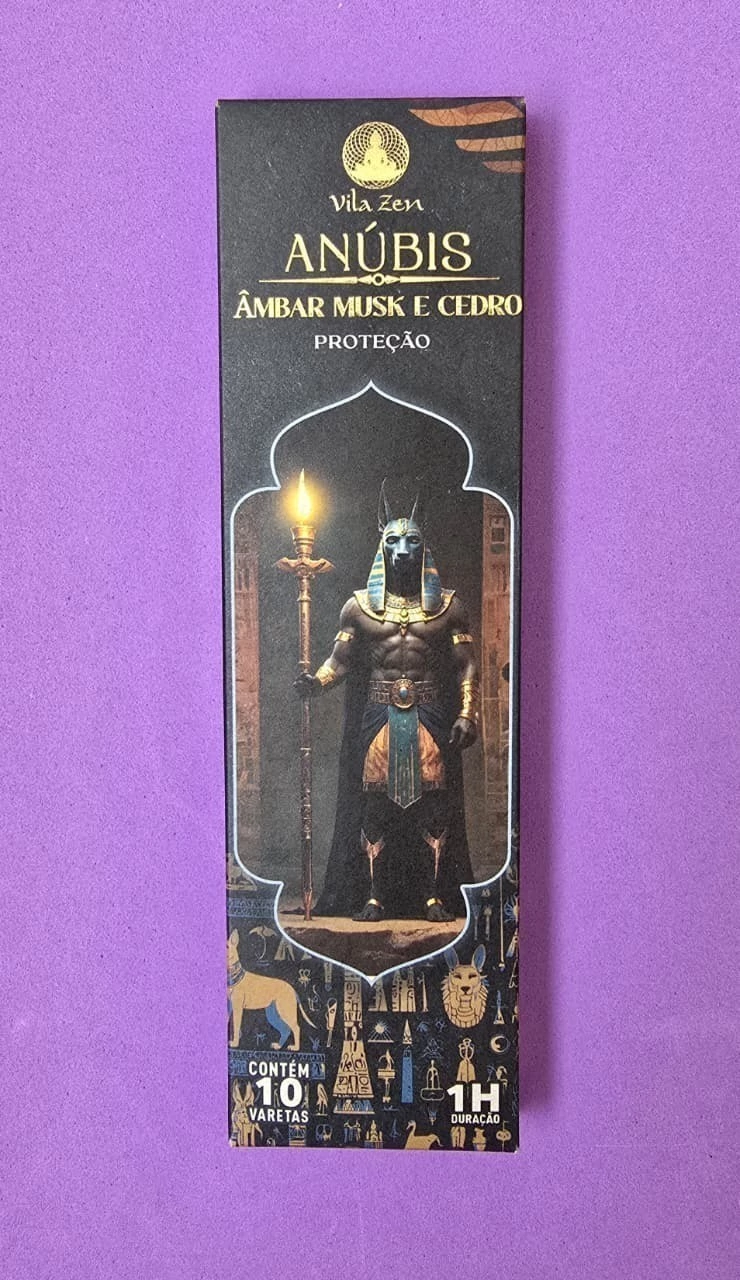 Vila Zen
ANÚBIS
ÂMBAR MUSK E CEDRO
PROTEÇÃO
CONTÉM
10
VARETAS
1H
DURAÇÃO